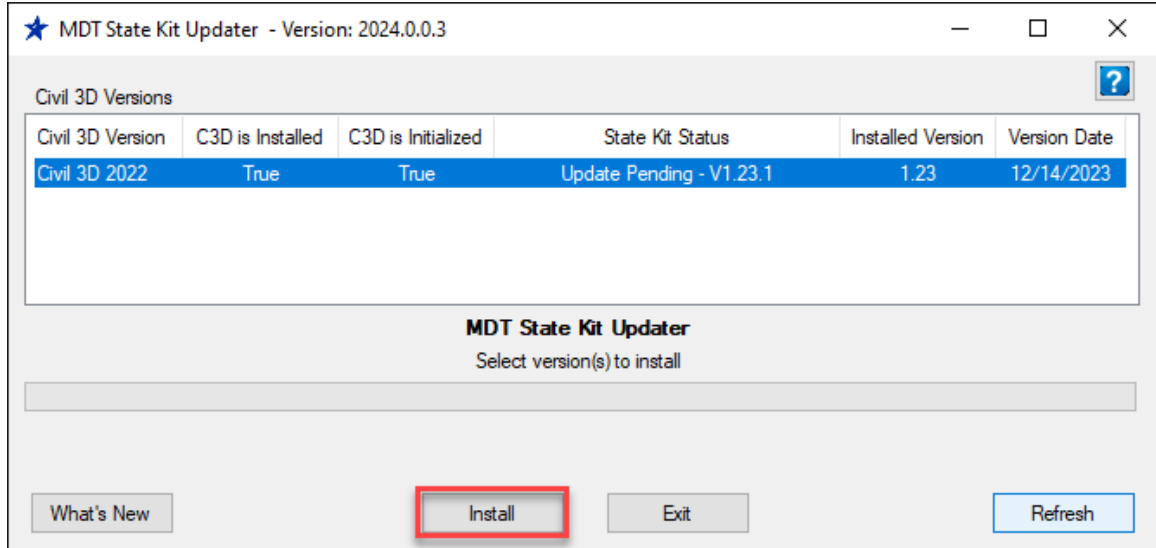 MDT State Kit Updater - Version: 2024.0.0.3
?
Civil 3D Versions
Civil 3D Version C3D is Installed C3D is Initialized State Kit Status Installed Version Version Date
Civil 3D 2022 True True Update Pending - V1.23.1 1.23 12/14/2023
MDT State Kit Updater
Select version(s) to install
What's New Install Exit Refresh